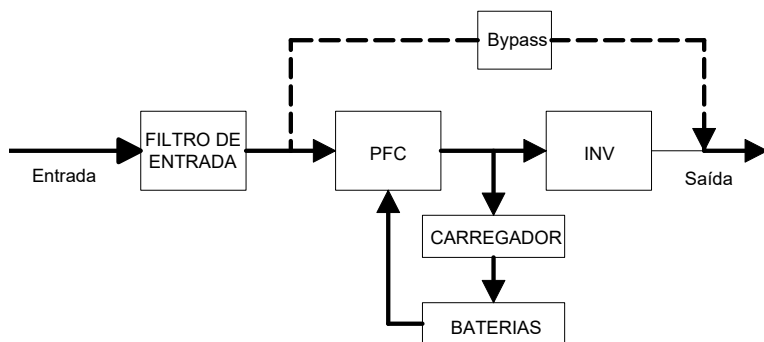 Bypass
FILTRO DE
ENTRADA
PFC
INV
Entrada
Saída
CARREGADOR
BATERIAS